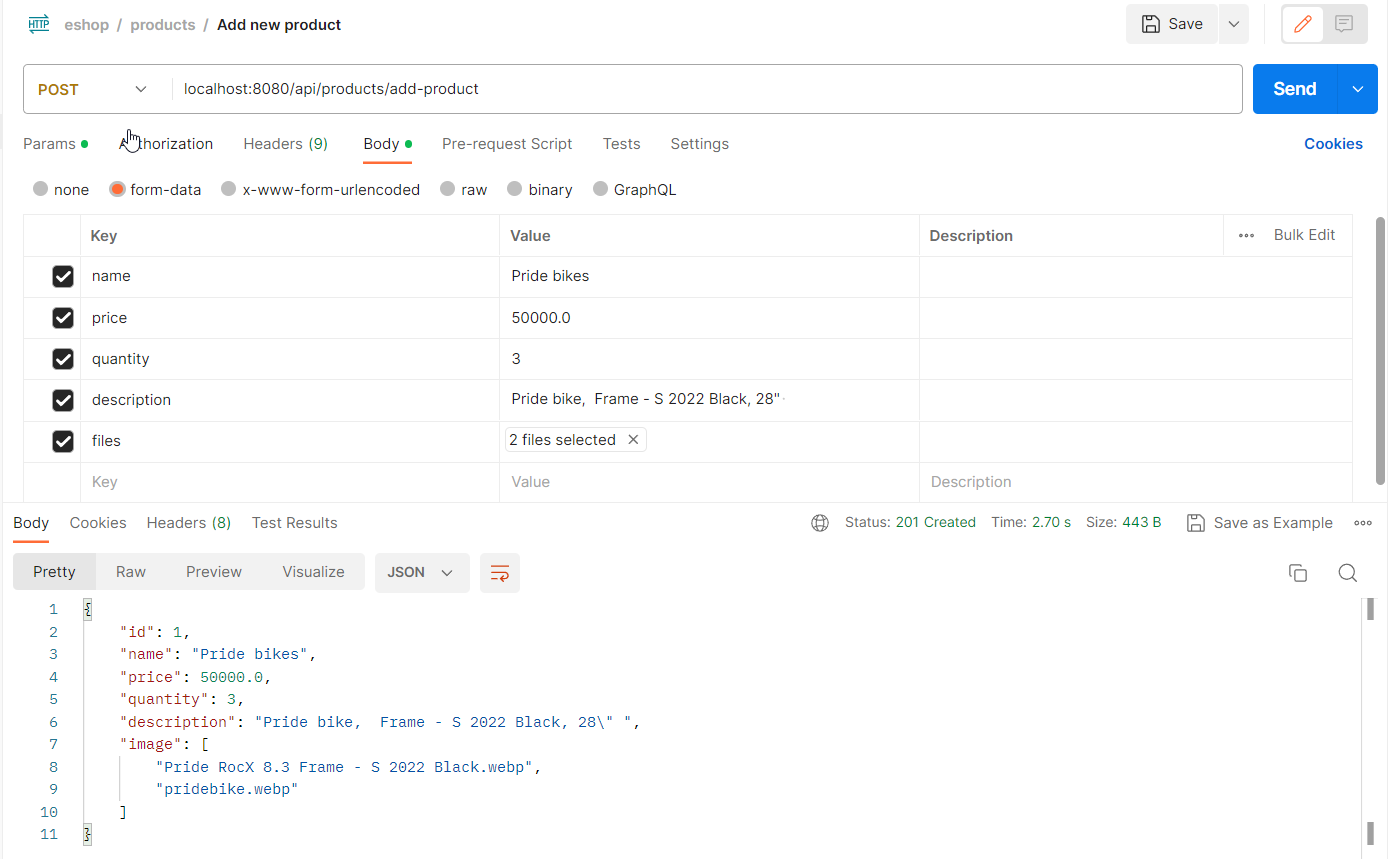 HTTP eshop / products / Add new product Save
POST localhost:8080/api/products/add-product Send
Params Authorization Headers (9) Body Pre-request Script Tests Settings Cookies
none form-data x-www-form-urlencoded raw binary GraphQL
Key Value Description Bulk Edit
name Pride bikes
price 50000.0
quantity 3
description Pride bike,  Frame - S 2022 Black, 28"
files 2 files selected
Key Value Description
Body Cookies Headers (8) Test Results Status: 201 Created Time: 2.70 s Size: 443 B Save as Example
Pretty Raw Preview Visualize JSON
1 {
2 "id": 1,
3 "name": "Pride bikes",
4 "price": 50000.0,
5 "quantity": 3,
6 "description": "Pride bike,  Frame - S 2022 Black, 28\" ",
7 "image": [
8 "Pride RocX 8.3 Frame - S 2022 Black.webp",
9 "pridebike.webp"
10 ]
11 }